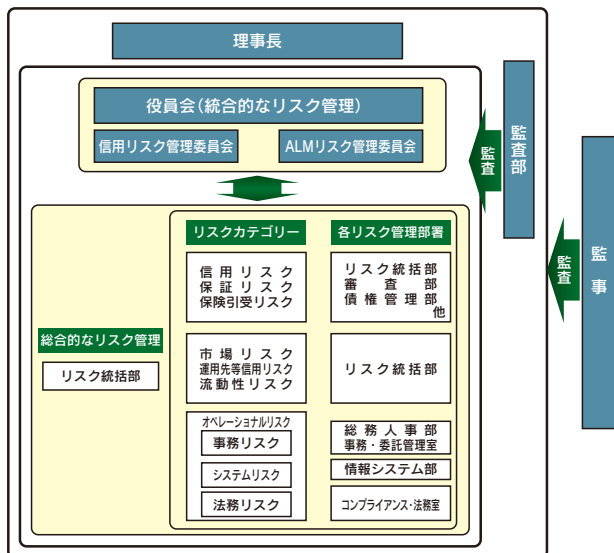 理事長
役員会(統合的なリスク管理)
信用リスク管理委員会
ALMリスク管理委員会
監査部
監査
監事
監査
リスクカテゴリー
各リスク管理部署
信用リスク
保証リスク
保険引受リスク
リスク統括部
審査部
債権管理部
他
総合的なリスク管理
リスク統括部
市場リスク
運用先等信用リスク
流動性リスク
リスク統括部
オペレーショナルリスク
事務リスク
総務人事部
事務・委託管理室
システムリスク
情報システム部
法務リスク
コンプライアンス・法務室